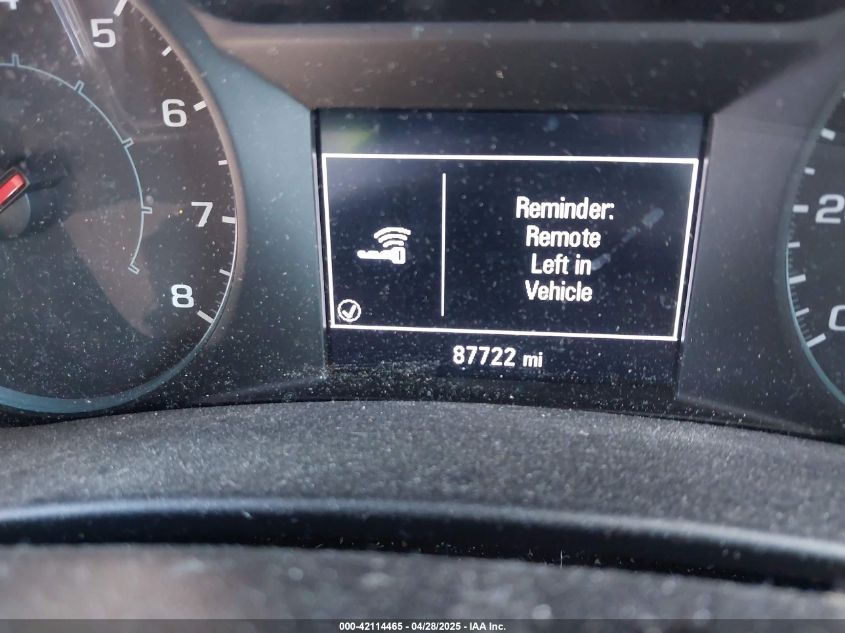 5
6
7
8
Reminder:
Remote
Left in
Vehicle
87722 mi
000-42114465 - 04/28/2025 - IAA Inc.